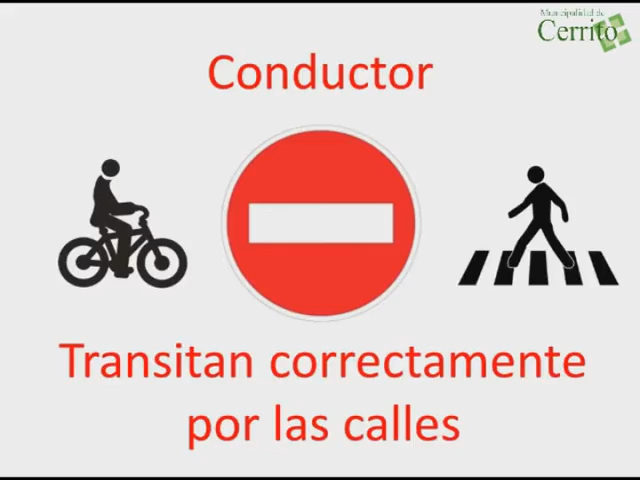 Municipalidad de
Cerrito
Conductor
Transitan correctamente
por las calles